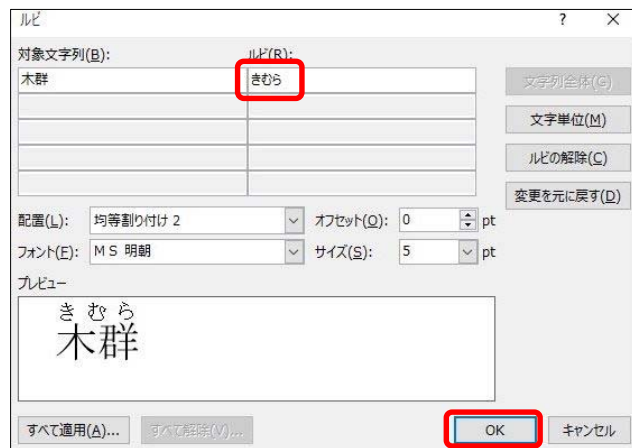 ルビ ? ×
対象文字列(B): ルビ(R):
木群 きむら
文字列全体(G)
文字単位(M)
ルビの解除(C)
変更を元に戻す(D)
配置(L): 均等割り付け 2 オフセット(O): 0 pt
フォント(F): ＭＳ 明朝 サイズ(S): 5 pt
プレビュー
きむら
木群
すべて適用(A)... すべて解除(V)... OK キャンセル